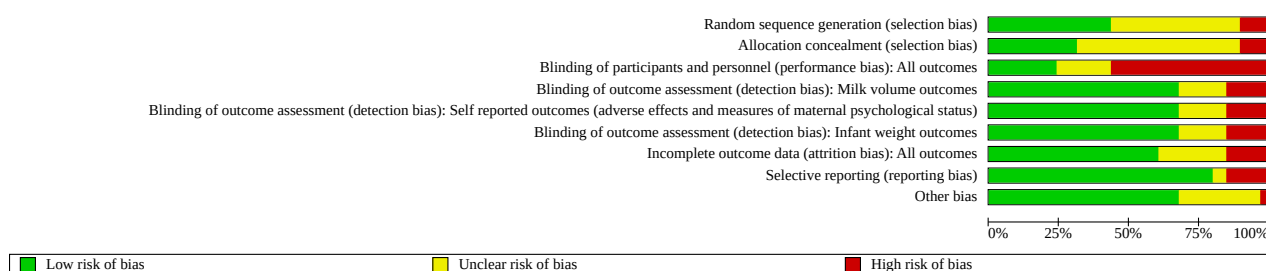 Random sequence generation (selection bias)
Allocation concealment (selection bias)
Blinding of participants and personnel (performance bias): All outcomes
Blinding of outcome assessment (detection bias): Milk volume outcomes
Blinding of outcome assessment (detection bias): Self reported outcomes (adverse effects and measures of maternal psychological status)
Blinding of outcome assessment (detection bias): Infant weight outcomes
Incomplete outcome data (attrition bias): All outcomes
Selective reporting (reporting bias)
Other bias
0% 25% 50% 75% 100%
Low risk of bias Unclear risk of bias High risk of bias